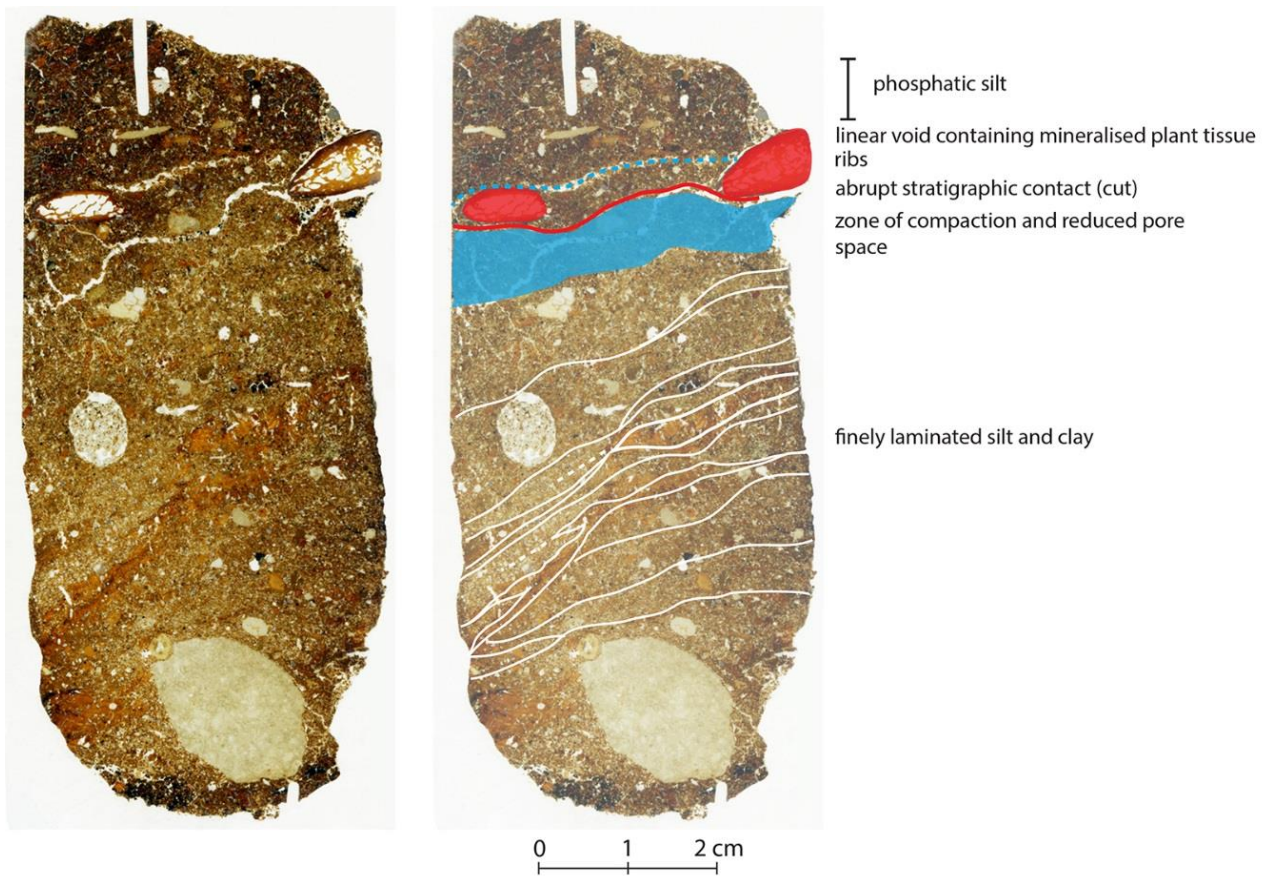 phosphatic silt
linear void containing mineralised plant tissue
ribs
abrupt stratigraphic contact (cut)
zone of compaction and reduced pore
space
finely laminated silt and clay
0 1 2 cm